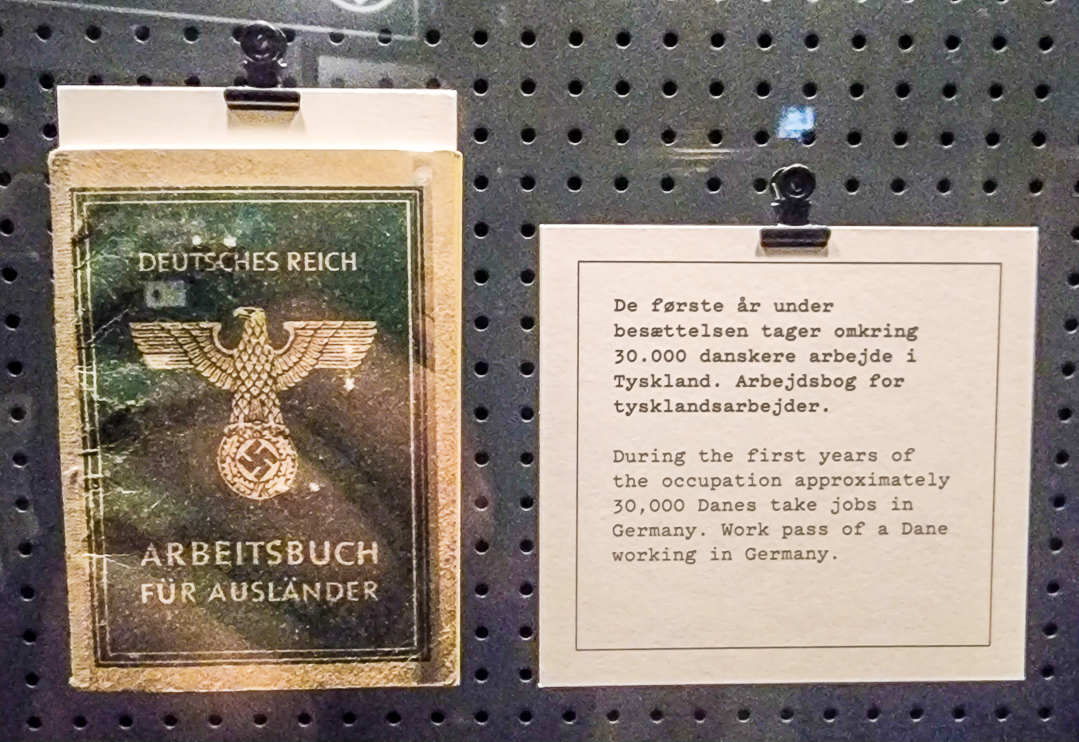 DEUTSCHES REICH
ARBEITSBUCH
FÜR AUSLÄNDER
De første år under
besættelsen tager omkring
30.000 danskere arbejde i
Tyskland. Arbejdsbog for
tysklandsarbejder.
During the first years of
the occupation approximately
30,000 Danes take jobs in
Germany. Work pass of a Dane
working in Germany.